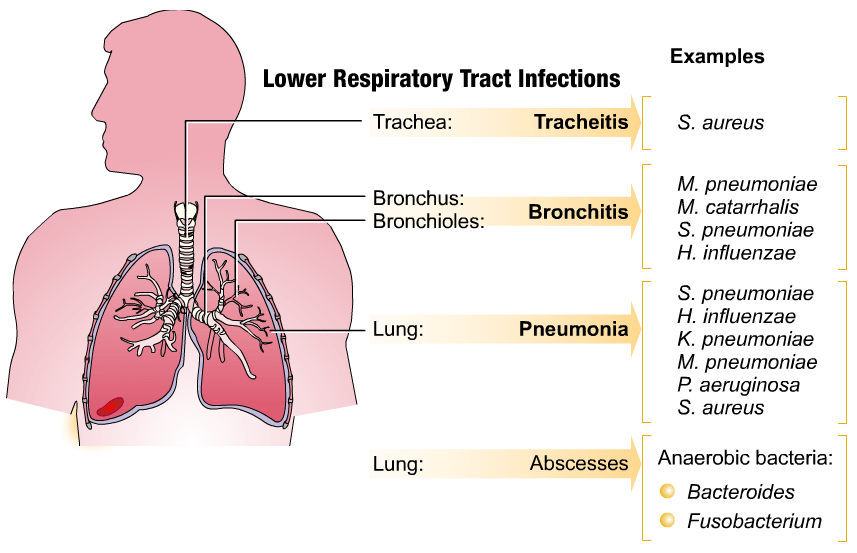 Lower Respiratory Tract Infections
Examples
Trachea: Tracheitis
S. aureus
Bronchus:
Bronchioles:
Bronchitis
M. pneumoniae
M. catarrhalis
S. pneumoniae
H. influenzae
Lung: Pneumonia
S. pneumoniae
H. influenzae
K. pneumoniae
M. pneumoniae
P. aeruginosa
S. aureus
Lung: Abscesses
Anaerobic bacteria:
Bacteroides
Fusobacterium